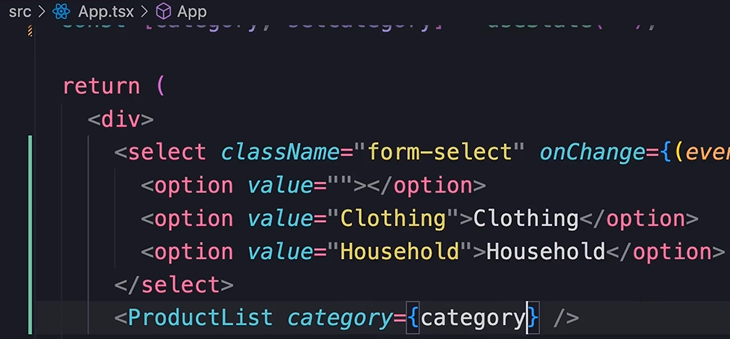 src > App.tsx > App
const [category, setCategory] = useState("");
return (
<div>
<select className="form-select" onChange={(even
<option value=""></option>
<option value="Clothing">Clothing</option>
<option value="Household">Household</option>
</select>
<ProductList category={category} />